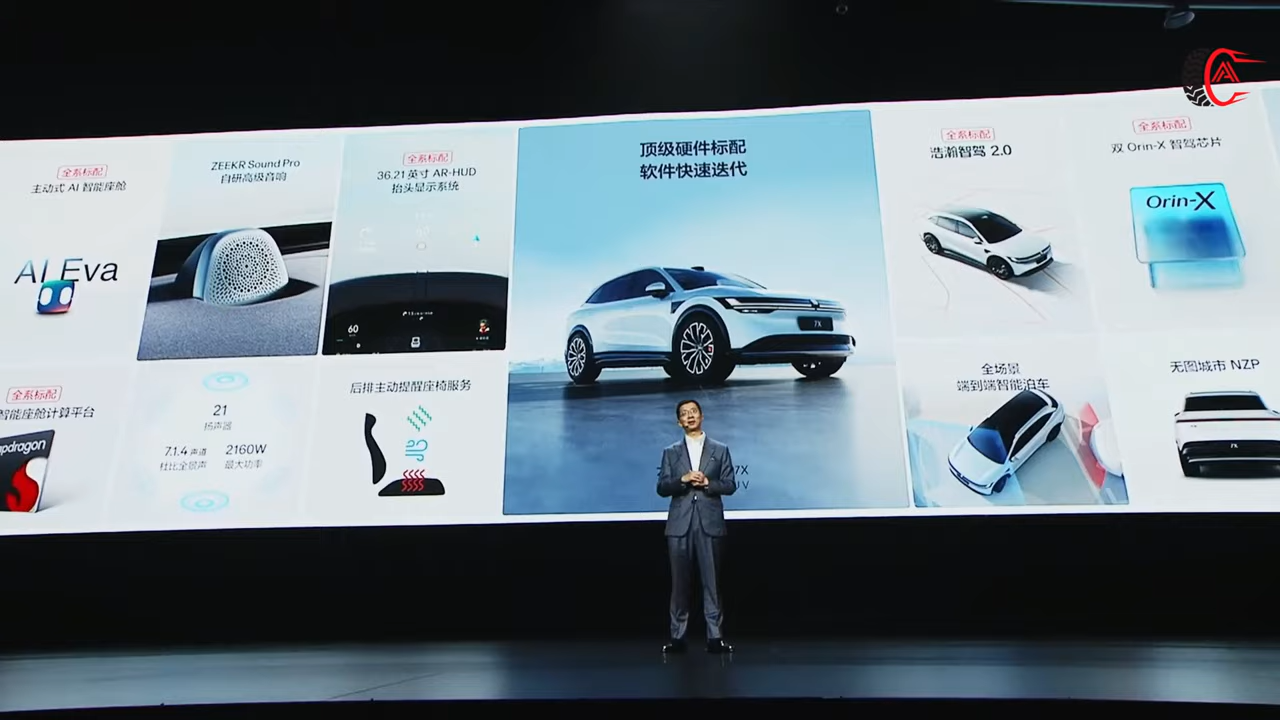 全系标配
主动式 AI 智能座舱
AI Eva
ZEEKR Sound Pro
自研高级音响
全系标配
36.21 英寸 AR-HUD
抬头显示系统
60
顶级硬件标配
软件快速迭代
7X
全系标配
浩瀚智驾 2.0
全系标配
双 Orin-X 智驾芯片
Orin-X
全系标配
智能座舱计算平台
apdragon
21
扬声器
7.1.4 声道
杜比全景声
2160W
最大功率
后排主动提醒座椅服务
7X
全场景
端到端智能泊车
无图城市 NZP
7X